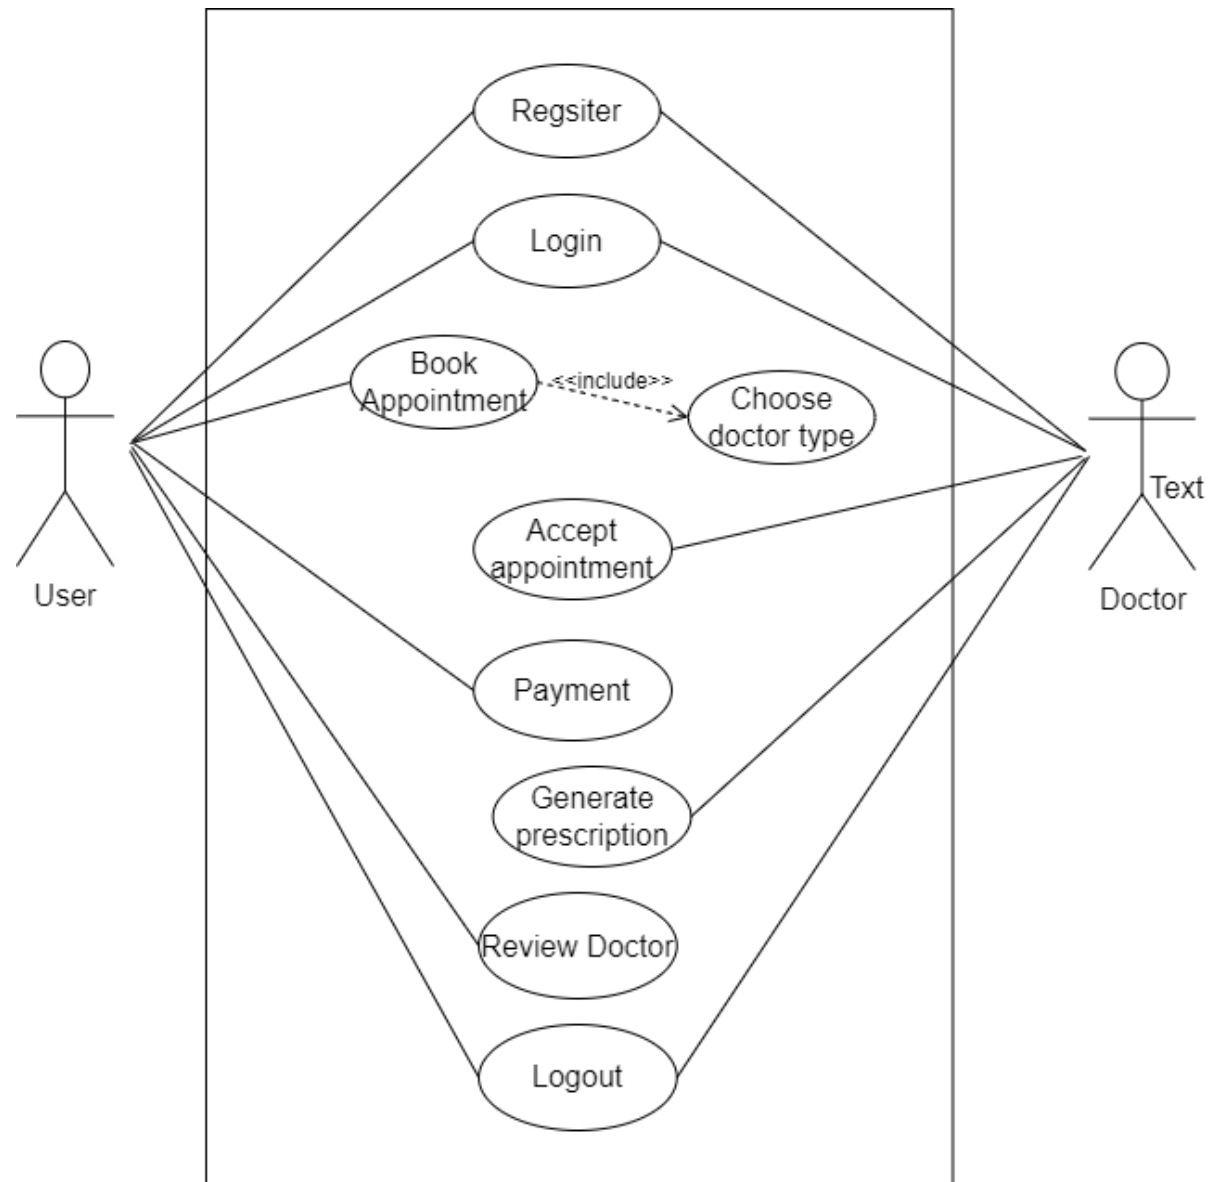 Regsiter
Login
Book
Appointment
<<include>>
Choose
doctor type
Accept
appointment
Text
User
Doctor
Payment
Generate
prescription
Review Doctor
Logout